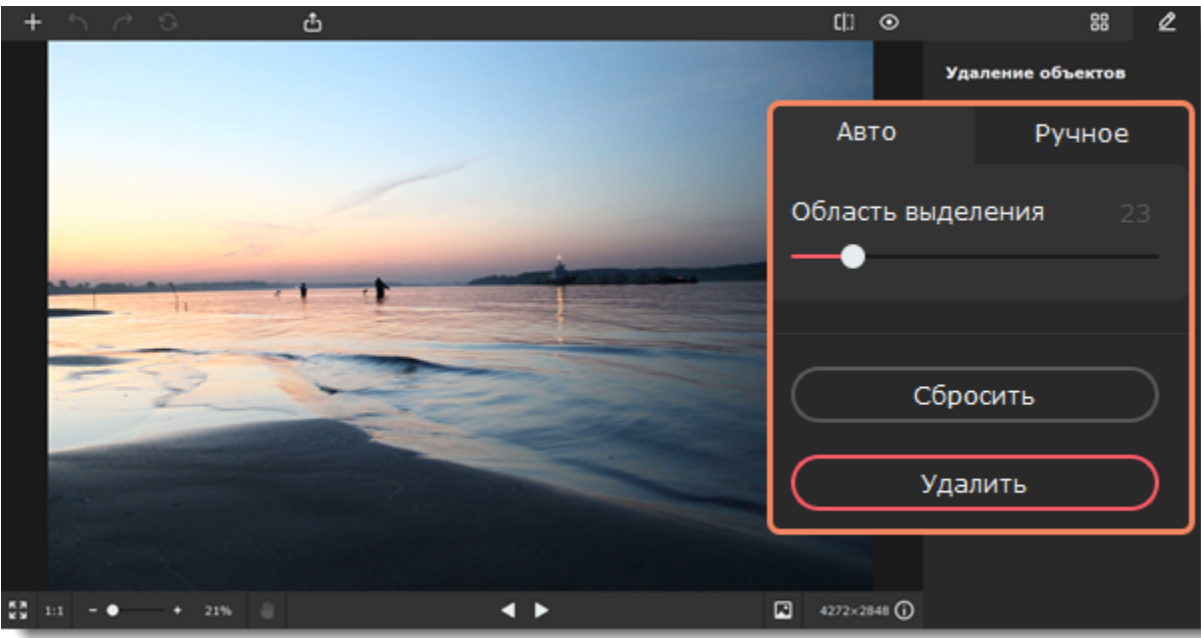 Удаление объектов
Авто Ручное
Область выделения 23
Сбросить
Удалить
1:1 - + 21% 4272×2848